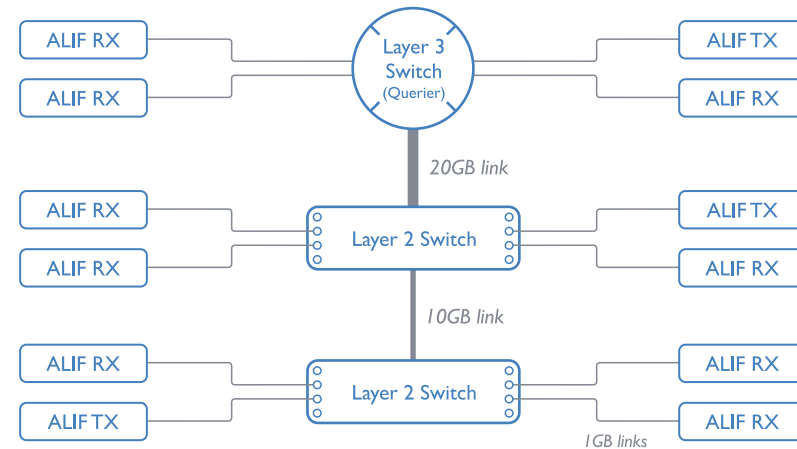 ALIF RX
Layer 3
Switch
(Querier)
ALIF TX
ALIF RX
ALIF RX
20GB link
ALIF RX
Layer 2 Switch
ALIF TX
ALIF RX
ALIF RX
10GB link
ALIF RX
Layer 2 Switch
ALIF RX
ALIF TX
ALIF RX
1GB links